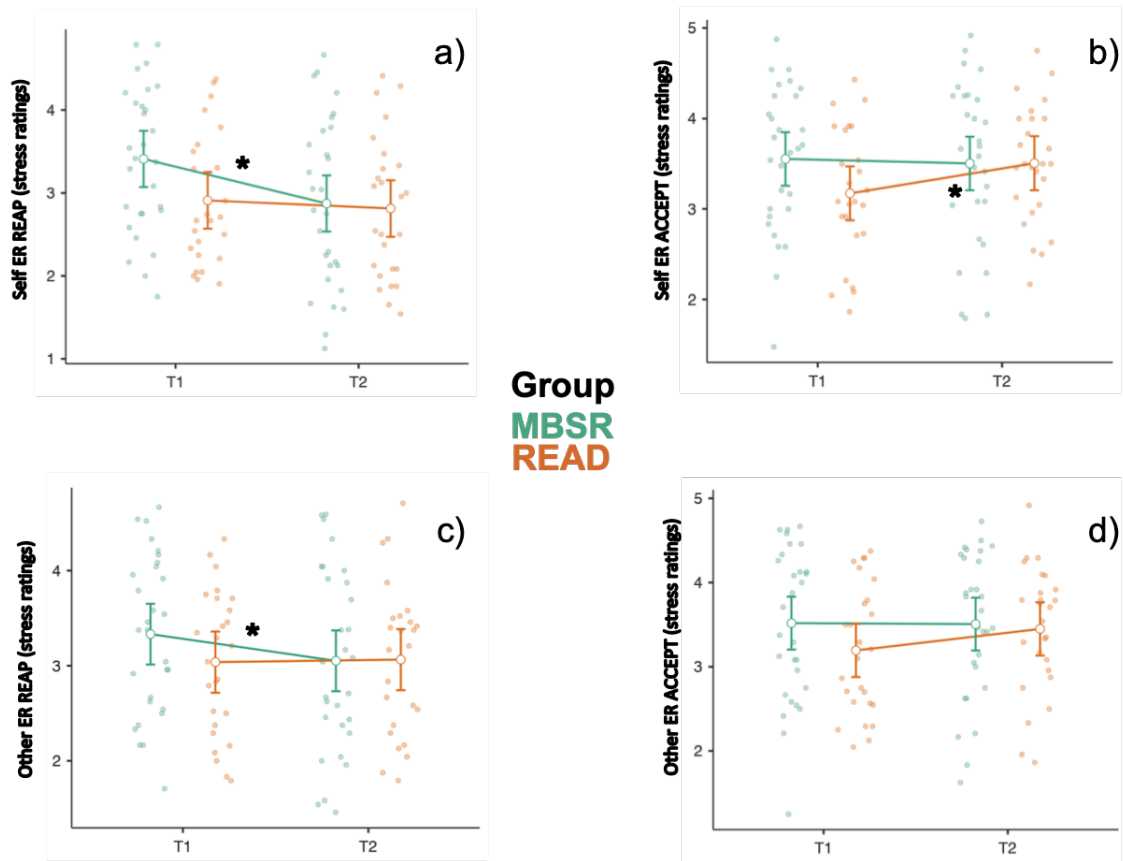 a)
Self ER REAP (stress ratings)
4
*
3
2
1
T1 T2
b)
Self ER ACCEPT (stress ratings)
5
4
3
*
2
T1 T2
Group
MBSR
READ
c)
Other ER REAP (stress ratings)
4
*
3
2
T1 T2
d)
Other ER ACCEPT (stress ratings)
5
4
3
2
T1 T2